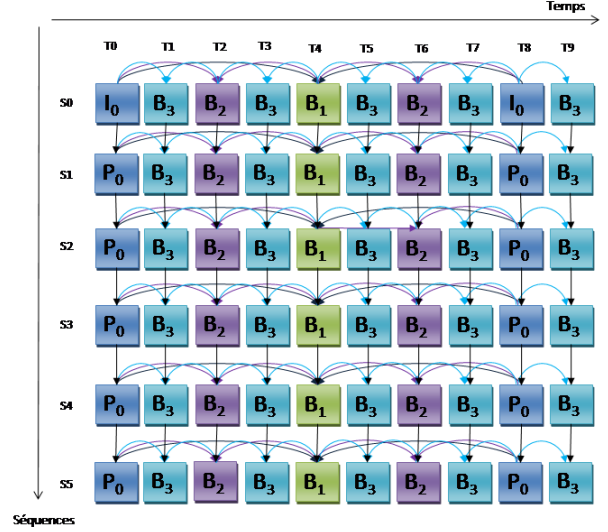 Temps
T0 T1 T2 T3 T4 T5 T6 T7 T8 T9
S0 I0 B3 B2 B3 B1 B3 B2 B3 I0 B3
S1 P0 B3 B2 B3 B1 B3 B2 B3 P0 B3
S2 P0 B3 B2 B3 B1 B3 B2 B3 P0 B3
S3 P0 B3 B2 B3 B1 B3 B2 B3 P0 B3
S4 P0 B3 B2 B3 B1 B3 B2 B3 P0 B3
S5 P0 B3 B2 B3 B1 B3 B2 B3 P0 B3
Séquences